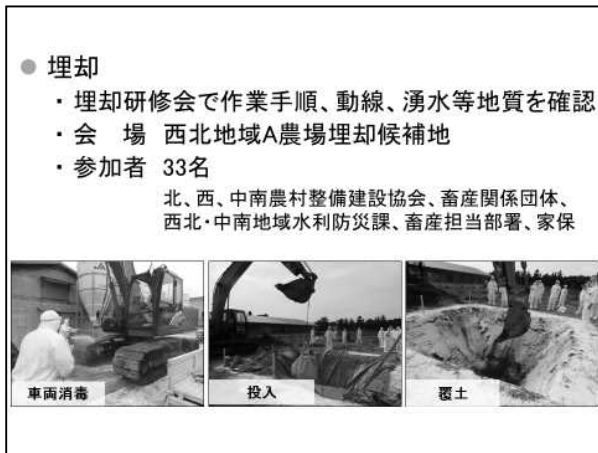 ● 埋却
・ 埋却研修会で作業手順、動線、湧水等地質を確認
・ 会　場　西北地域A農場埋却候補地
・ 参加者　33名
北、西、中南農村整備建設協会、畜産関係団体、
西北・中南地域水利防災課、畜産担当部署、家保
車両消毒
投入
覆土